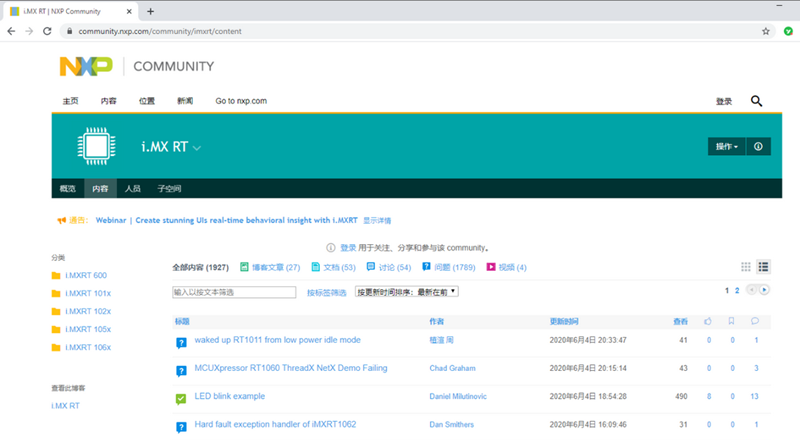 i.MX RT | NXP Community
community.nxp.com/community/imxrt/content
NXP COMMUNITY
主页 内容 位置 新闻 Go to nxp.com 登录
i.MX RT 操作
概览 内容 人员 子空间
通告: Webinar | Create stunning UIs real-time behavioral insight with i.MXRT 显示详情
登录 用于关注、分享和参与该 community。
分类
i.MXRT 600
i.MXRT 101x
i.MXRT 102x
i.MXRT 105x
i.MXRT 106x
查看此博客
i.MX RT
全部内容 (1927) 博客文章 (27) 文档 (53) 讨论 (54) 问题 (1789) 视频 (4)
输入以按文本筛选 按标签筛选 按更新时间排序: 最新在前 1 2
标题 作者 更新时间 查看
waked up RT1011 from low power idle mode 植渲 周 2020年6月4日 20:33:47 41 0 0 1
MCUXpressor RT1060 ThreadX NetX Demo Failing Chad Graham 2020年6月4日 20:15:14 43 0 0 3
LED blink example Daniel Milutinovic 2020年6月4日 18:54:28 490 0 0 13
Hard fault exception handler of iMXRT1062 Dan Smithers 2020年6月4日 16:09:46 31 0 0 1